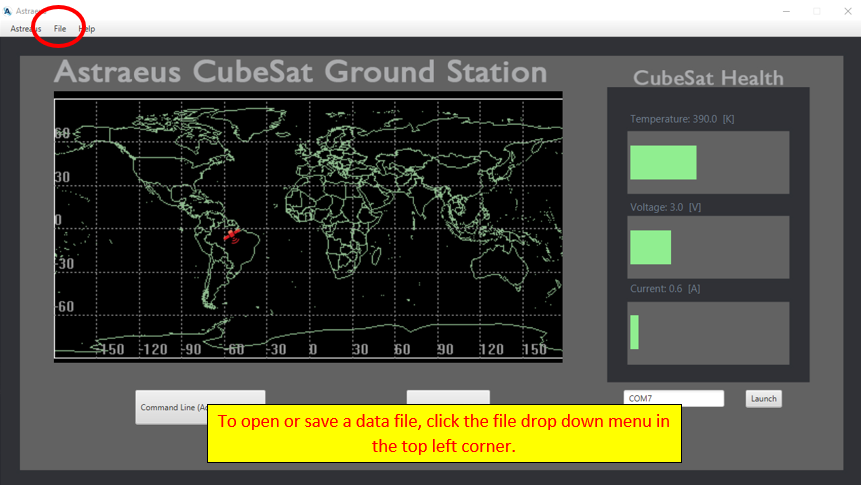 Astraeus
Astreaus File Help
Astraeus CubeSat Ground Station
CubeSat Health
Temperature: 390.0 [K]
60
30
0
Voltage: 3.0 [V]
-30
Current: 0.6 [A]
-60
-150 -120 -90 -60 -30 0 30 60 90 120 150
Command Line
COM7
Launch
To open or save a data file, click the file drop down menu in
the top left corner.